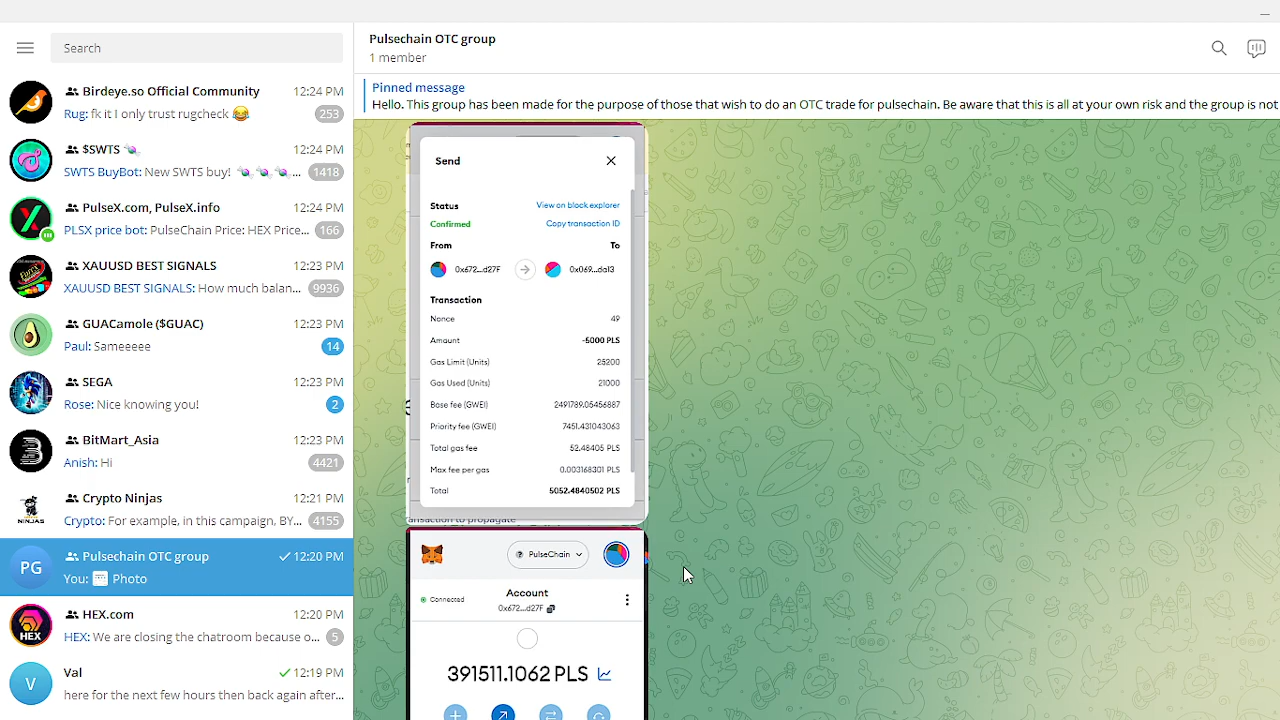 Search
Birdeye.so Official Community 12:24 PM
Rug: fk it I only trust rugcheck 😂 253
$SWTS 🍬 12:24 PM
SWTS BuyBot: New SWTS buy! 🍬🍬🍬... 1418
PulseX.com, PulseX.info 12:24 PM
PLSX price bot: PulseChain Price: HEX Price... 166
XAUUSD BEST SIGNALS 12:23 PM
XAUUSD BEST SIGNALS: How much balan... 9936
GUACamole ($GUAC) 12:23 PM
Paul: Sameeeee 14
SEGA 12:23 PM
Rose: Nice knowing you! 2
BitMart_Asia 12:23 PM
Anish: Hi 4421
NINJAS
Crypto Ninjas 12:21 PM
Crypto: For example, in this campaign, BY... 4155
PG
Pulsechain OTC group 12:20 PM
You: Photo
HEX
HEX.com 12:20 PM
HEX: We are closing the chatroom because o... 5
V
Val 12:19 PM
here for the next few hours then back again after...
Pulsechain OTC group
1 member
Pinned message
Hello. This group has been made for the purpose of those that wish to do an OTC trade for pulsechain. Be aware that this is all at your own risk and the group is not
Send
Status View on block explorer
Confirmed Copy transaction ID
From To
0x672...d27F 0x069...da13
Transaction
Nonce 49
Amount -5000 PLS
Gas Limit (Units) 25200
Gas Used (Units) 21000
Base fee (GWEI) 2491789.05456887
Priority fee (GWEI) 7451.431043063
Total gas fee 52.48405 PLS
Max fee per gas 0.003168301 PLS
Total 5052.4840502 PLS
ansaction to propagate
? PulseChain
Connected
Account
0x672...d27F
391511.1062 PLS